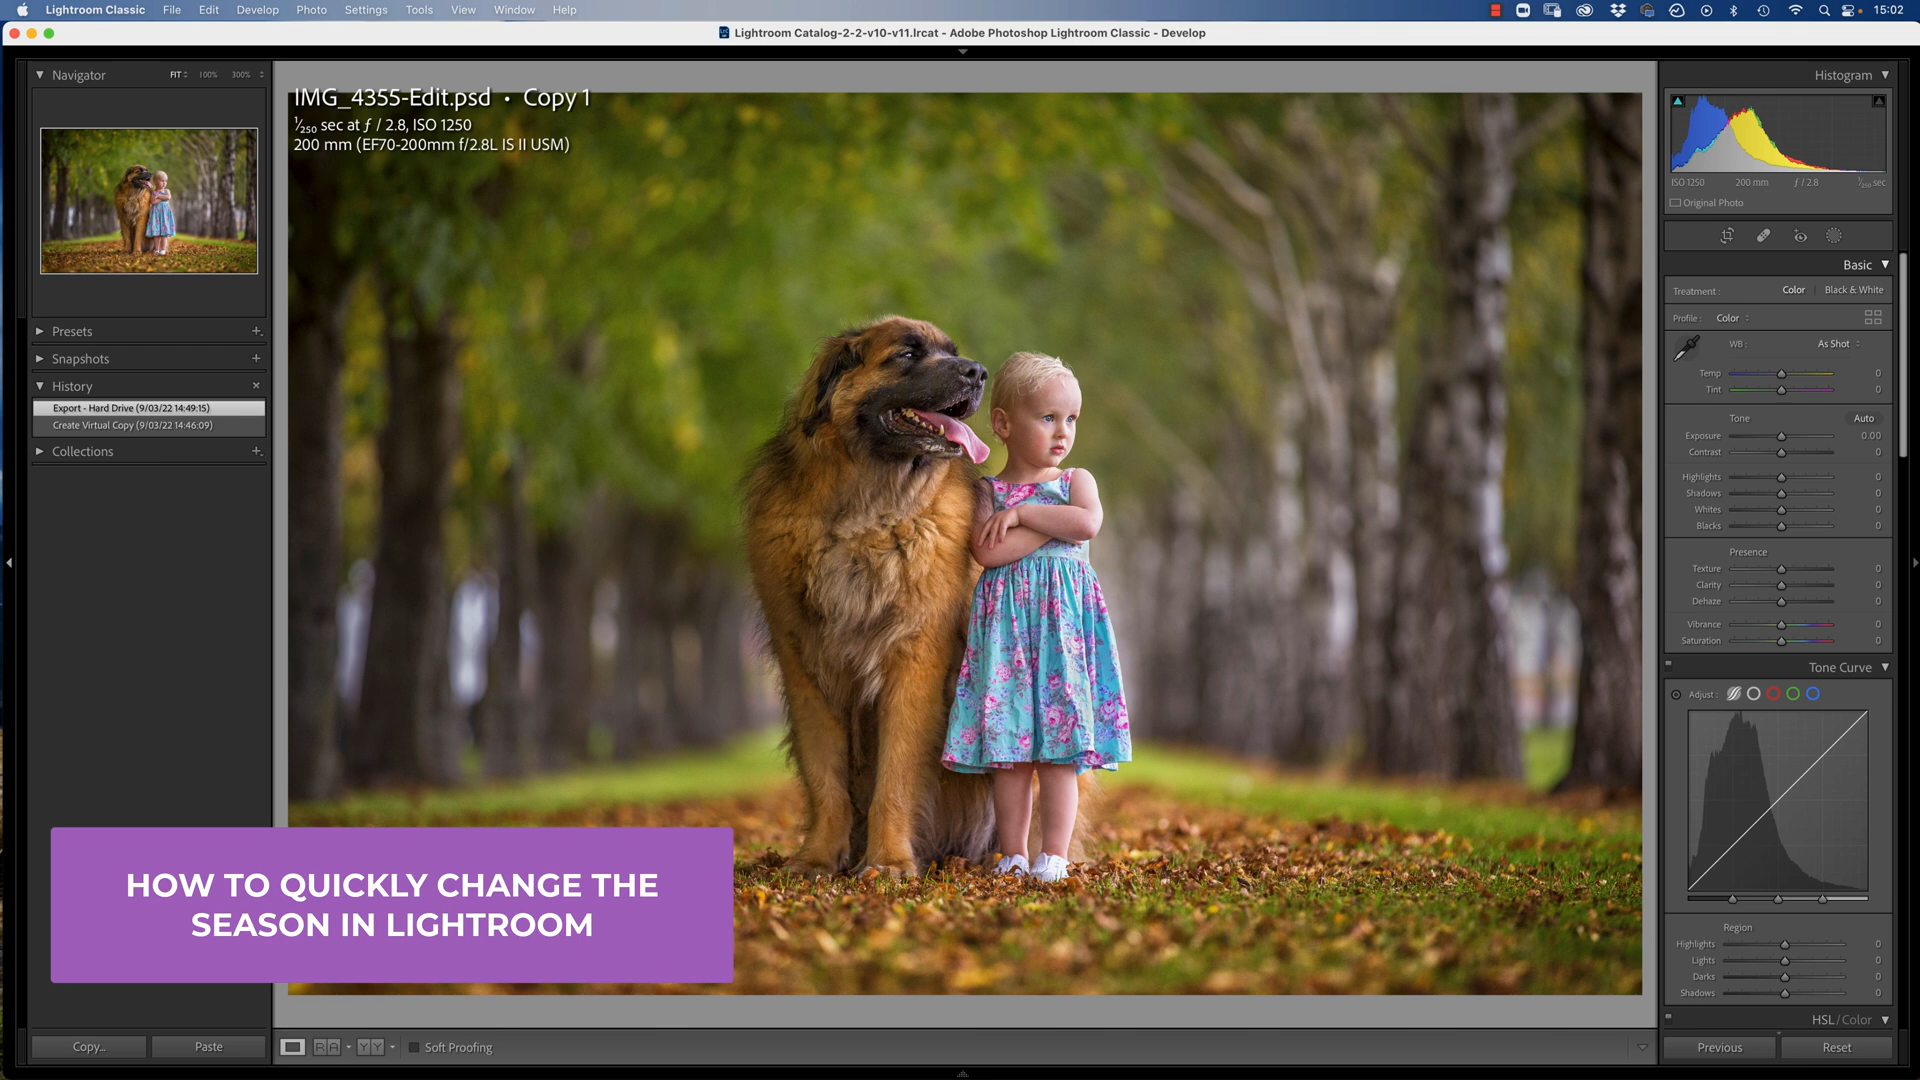 Lightroom Classic File Edit Develop Photo Settings Tools View Window Help 15:02
Lightroom Catalog-2-2-v10-v11.lrcat - Adobe Photoshop Lightroom Classic - Develop
Navigator FIT 100% 300%
IMG_4355-Edit.psd • Copy 1
1/250 sec at ƒ / 2.8, ISO 1250
200 mm (EF70-200mm f/2.8L IS II USM)
Presets
Snapshots
History
Export - Hard Drive (9/03/22 14:49:15)
Create Virtual Copy (9/03/22 14:46:09)
Collections
HOW TO QUICKLY CHANGE THE
SEASON IN LIGHTROOM
Copy... Paste
R A Y Y Soft Proofing
Histogram
ISO 1250 200 mm ƒ / 2.8 1/250 sec
Original Photo
Basic
Treatment : Color Black & White
Profile : Color
WB : As Shot
Temp 0
Tint 0
Tone Auto
Exposure 0.00
Contrast 0
Highlights 0
Shadows 0
Whites 0
Blacks 0
Presence
Texture 0
Clarity 0
Dehaze 0
Vibrance 0
Saturation 0
Tone Curve
Adjust :
Region
Highlights 0
Lights 0
Darks 0
Shadows 0
HSL / Color
Previous Reset